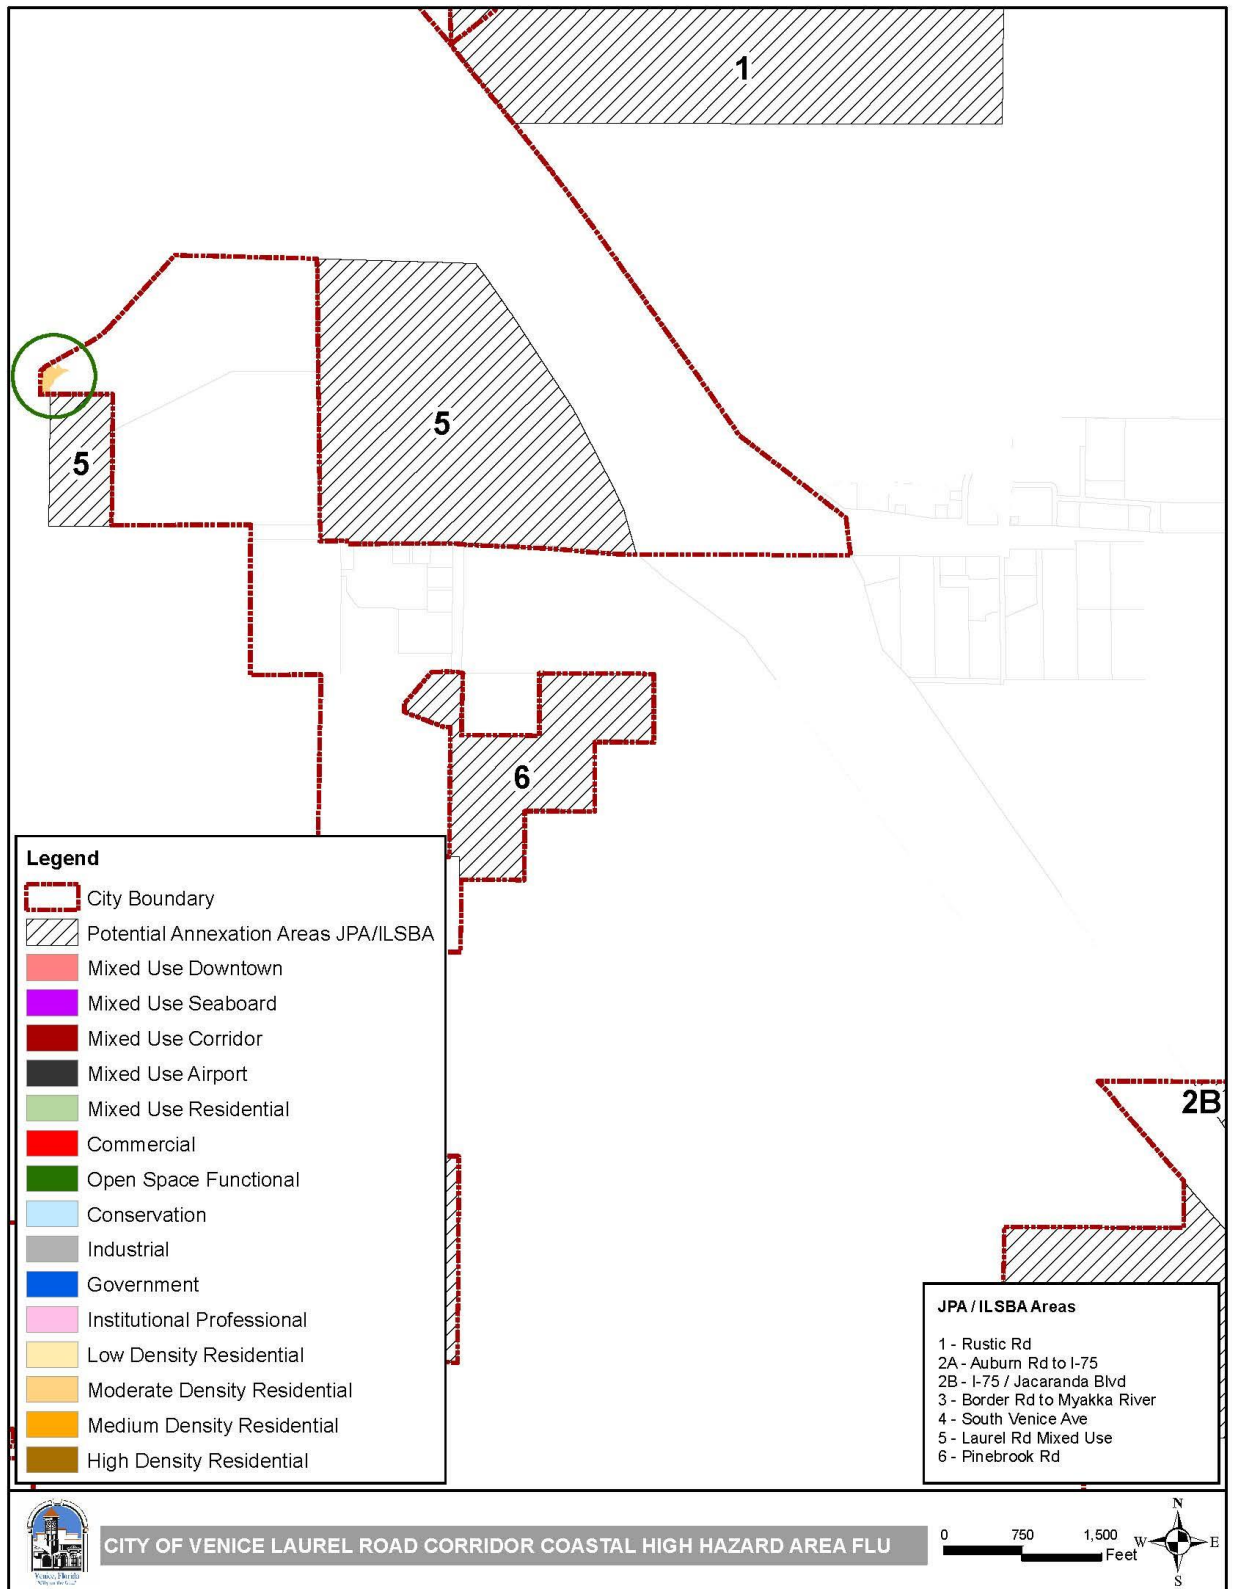 1
5
5
6
2B
Legend
City Boundary
Potential Annexation Areas JPA/ILSBA
Mixed Use Downtown
Mixed Use Seaboard
Mixed Use Corridor
Mixed Use Airport
Mixed Use Residential
Commercial
Open Space Functional
Conservation
Industrial
Government
Institutional Professional
Low Density Residential
Moderate Density Residential
Medium Density Residential
High Density Residential
JPA / ILSBA Areas
1 - Rustic Rd
2A - Auburn Rd to I-75
2B - I-75 / Jacaranda Blvd
3 - Border Rd to Myakka River
4 - South Venice Ave
5 - Laurel Rd Mixed Use
6 - Pinebrook Rd
Venice, Florida
CITY OF VENICE LAUREL ROAD CORRIDOR COASTAL HIGH HAZARD AREA FLU
0 750 1,500
Feet
N
W E
S